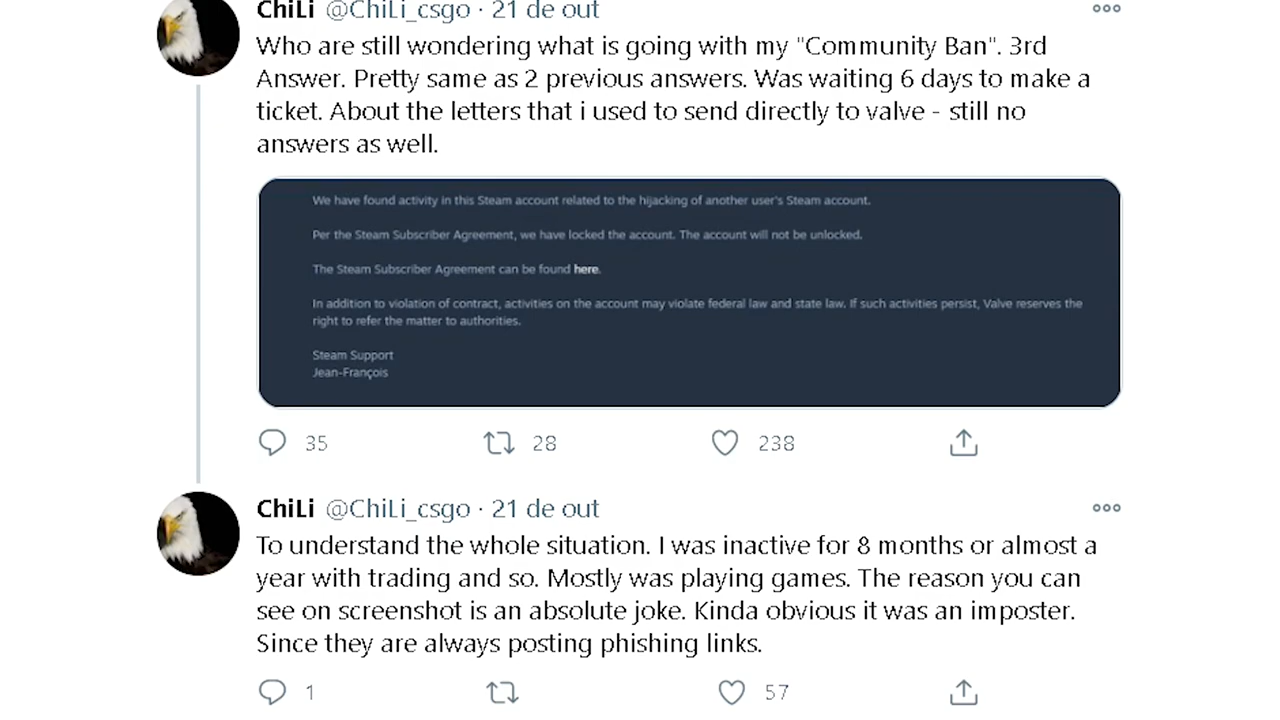 ChiLi @ChiLi_csgo · 21 de out
Who are still wondering what is going with my "Community Ban". 3rd
Answer. Pretty same as 2 previous answers. Was waiting 6 days to make a
ticket. About the letters that i used to send directly to valve - still no
answers as well.
We have found activity in this Steam account related to the hijacking of another user's Steam account.
Per the Steam Subscriber Agreement, we have locked the account. The account will not be unlocked.
The Steam Subscriber Agreement can be found here.
In addition to violation of contract, activities on the account may violate federal law and state law. If such activities persist, Valve reserves the
right to refer the matter to authorities.
Steam Support
Jean-François
35 28 238
ChiLi @ChiLi_csgo · 21 de out
To understand the whole situation. I was inactive for 8 months or almost a
year with trading and so. Mostly was playing games. The reason you can
see on screenshot is an absolute joke. Kinda obvious it was an imposter.
Since they are always posting phishing links.
1 57